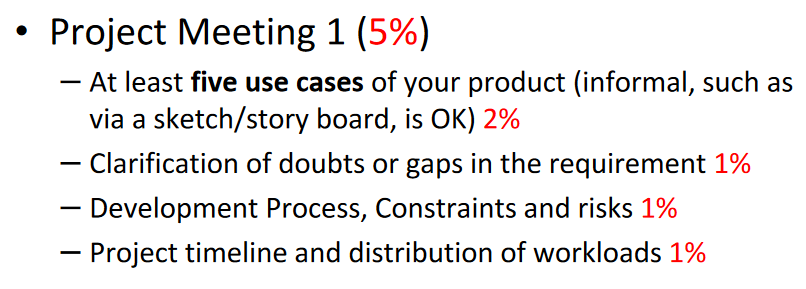 • Project Meeting 1 (5%)
– At least five use cases of your product (informal, such as
via a sketch/story board, is OK) 2%
– Clarification of doubts or gaps in the requirement 1%
– Development Process, Constraints and risks 1%
– Project timeline and distribution of workloads 1%